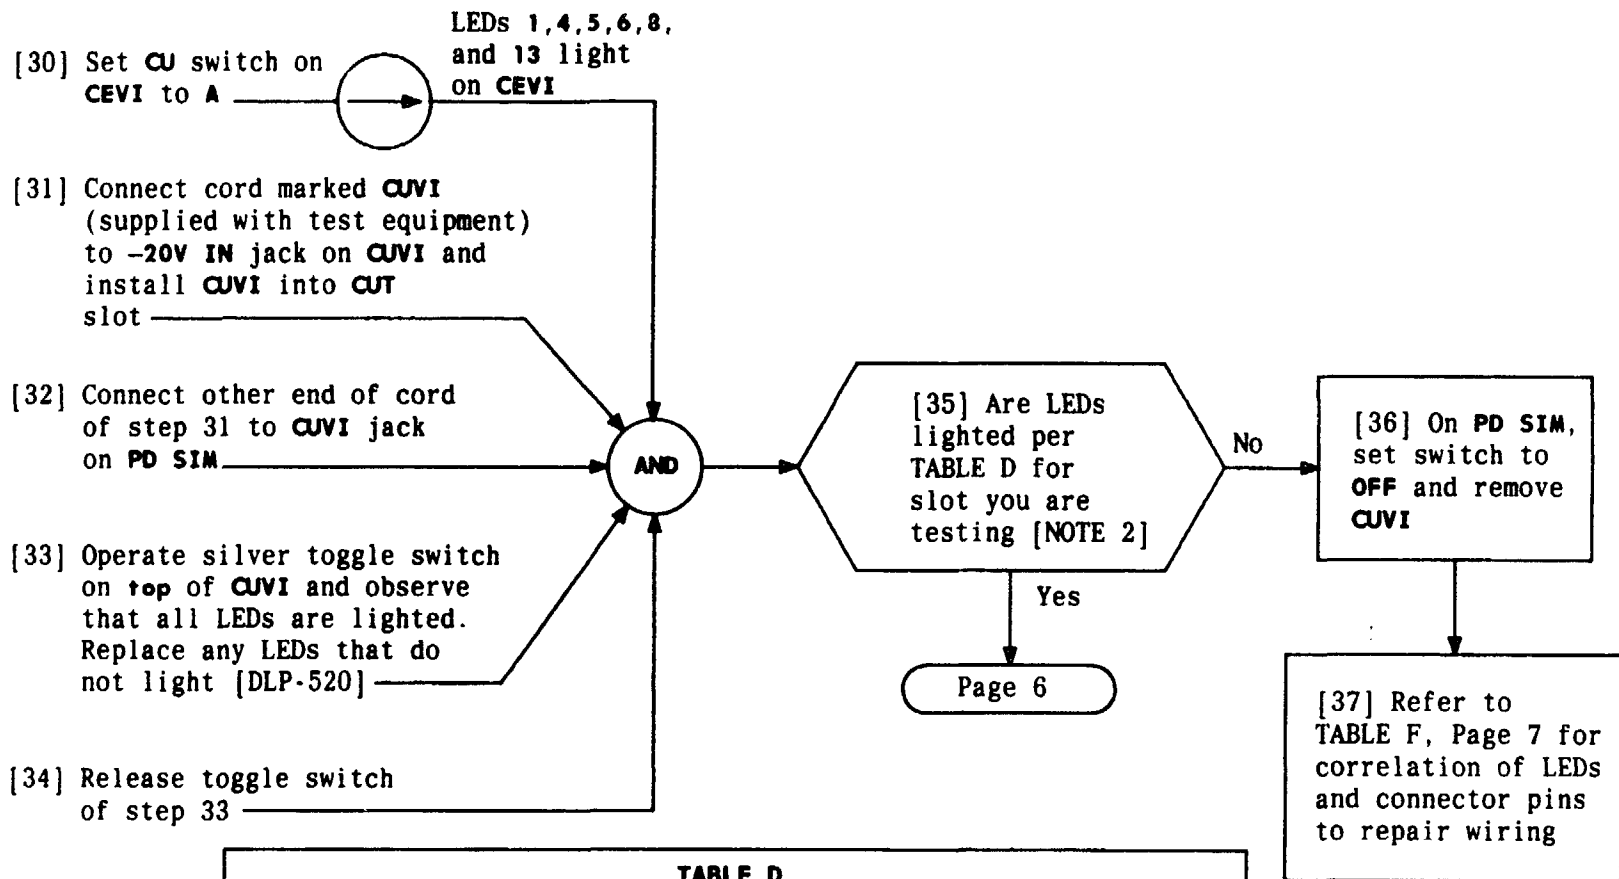 [30] Set CU switch on
CEVI to A
LEDs 1,4,5,6,8,
and 13 light
on CEVI
[31] Connect cord marked CUVI
(supplied with test equipment)
to -20V IN jack on CUVI and
install CUVI into CUT
slot
[32] Connect other end of cord
of step 31 to CUVI jack
on PD SIM
[33] Operate silver toggle switch
on top of CUVI and observe
that all LEDs are lighted.
Replace any LEDs that do
not light [DLP-520]
[34] Release toggle switch
of step 33
AND
[35] Are LEDs
lighted per
TABLE D for
slot you are
testing [NOTE 2]
No
Yes
Page 6
[36] On PD SIM,
set switch to
OFF and remove
CUVI
[37] Refer to
TABLE F, Page 7 for
correlation of LEDs
and connector pins
to repair wiring
TABLE D